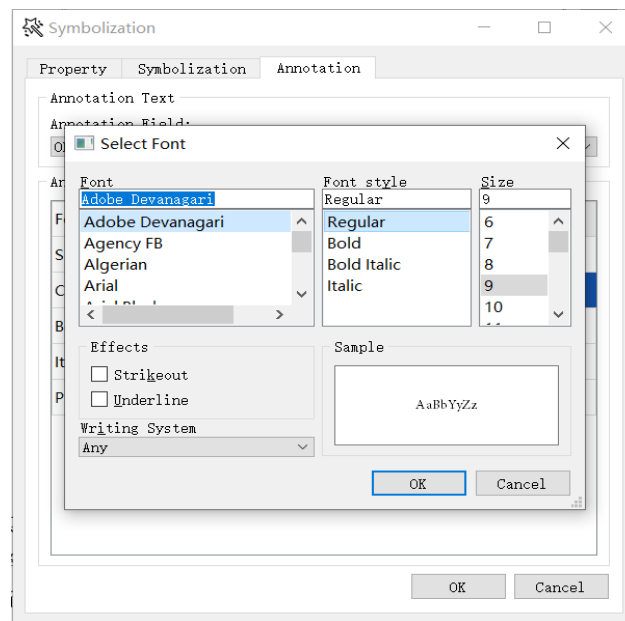 Symbolization
Property Symbolization Annotation
Annotation Text
Annotation Field:
Select Font
Font Font style Size
Adobe Devanagari Regular 9
Adobe Devanagari Regular 6
Agency FB Bold 7
Algerian Bold Italic 8
Arial Italic 9
10
Effects Sample
Strikeout
Underline
AaBbYyZz
Writing System
Any
OK Cancel
OK Cancel